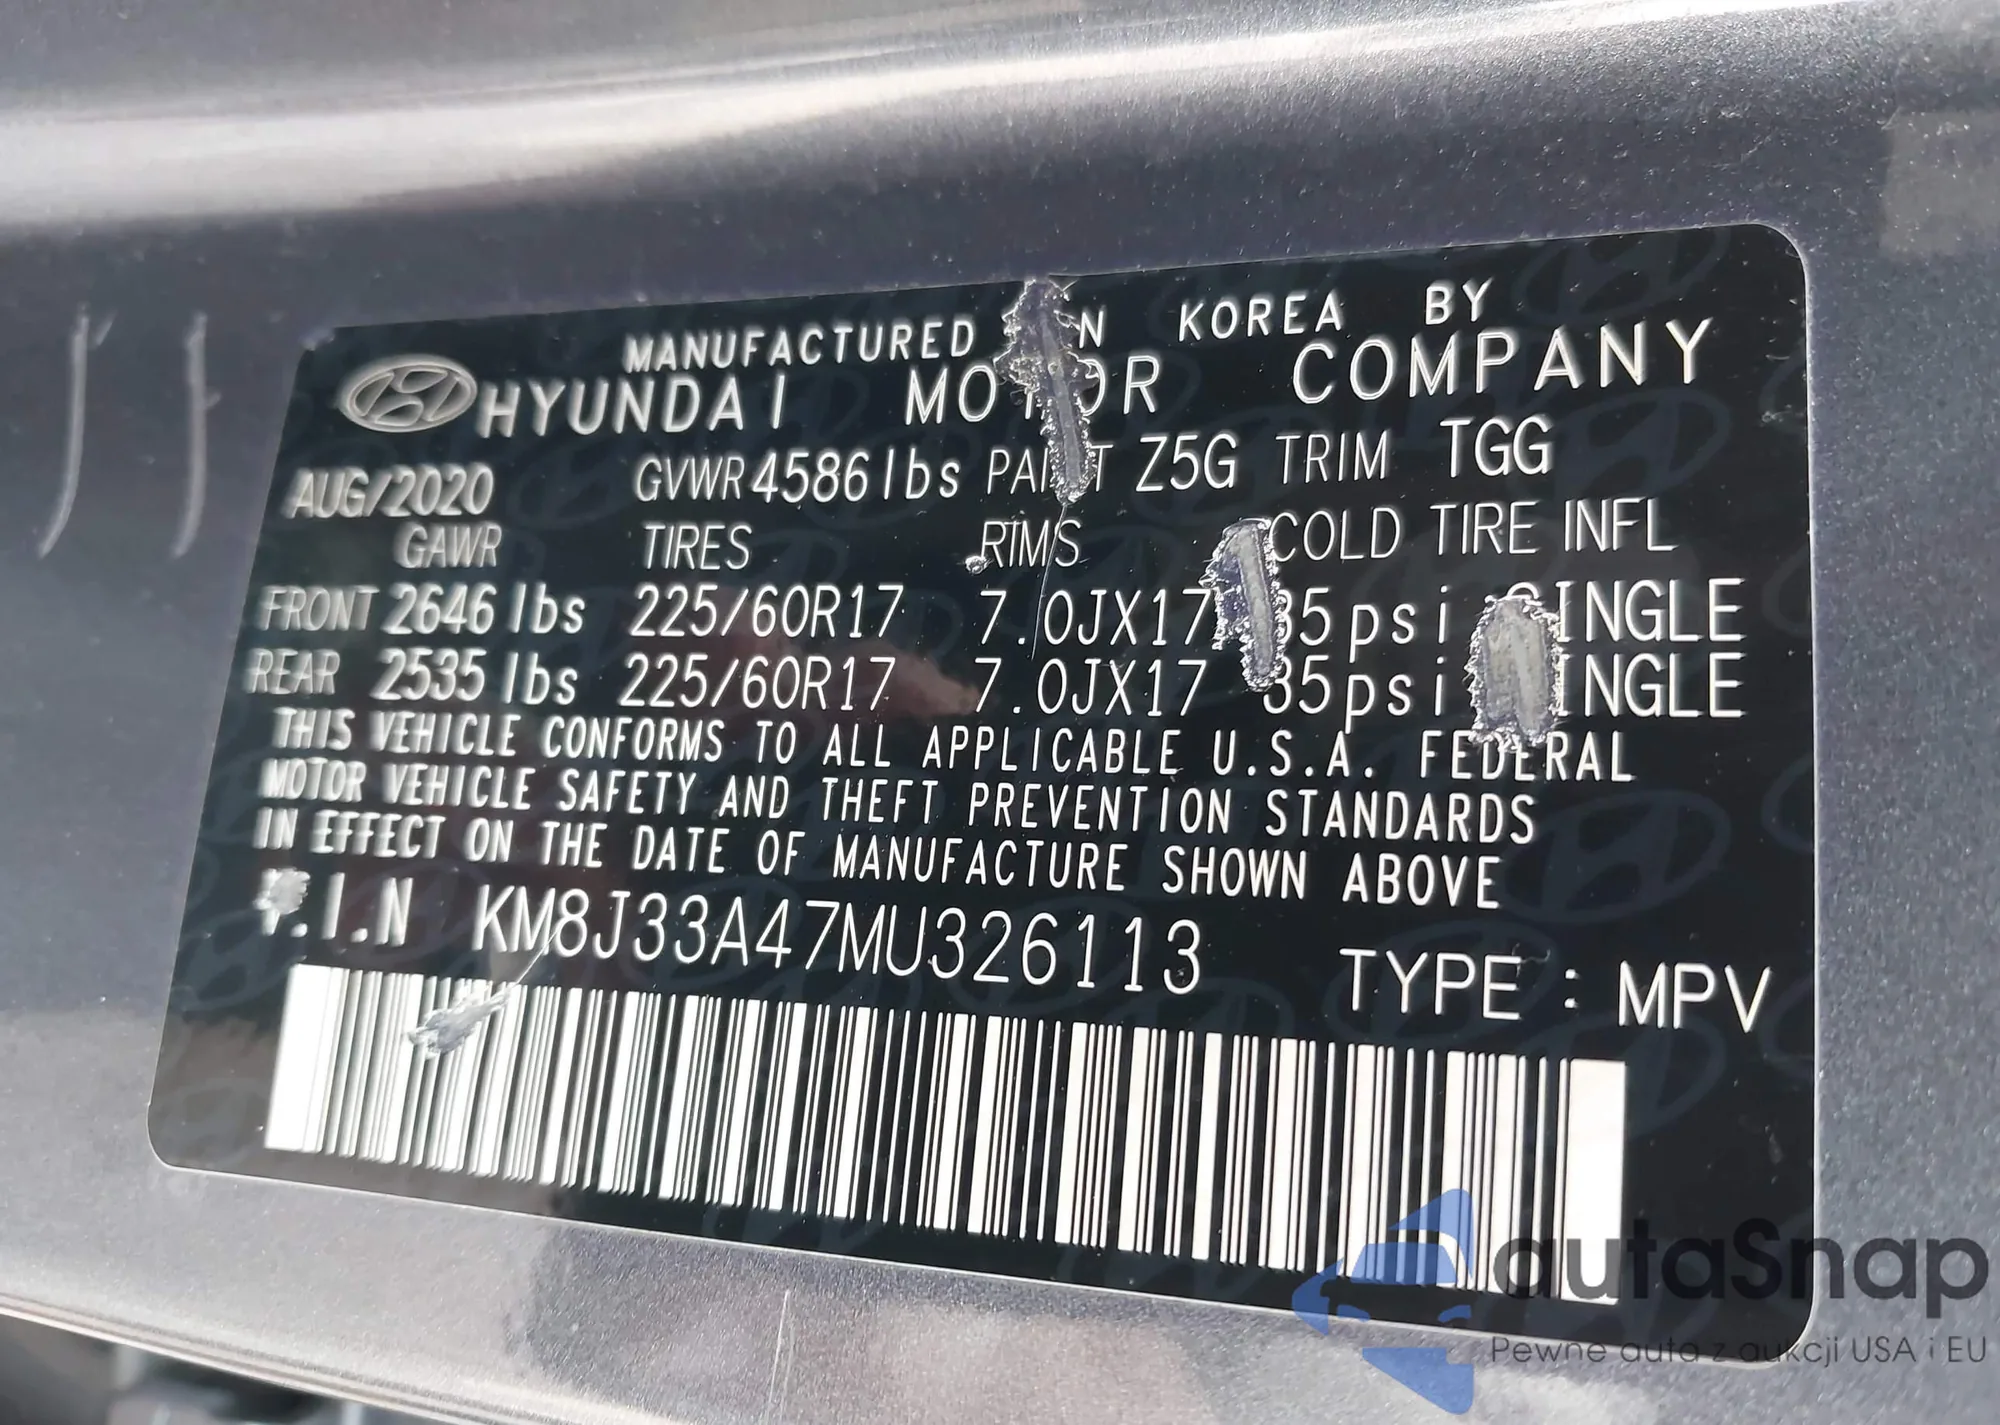 MANUFACTURED IN KOREA BY
HYUNDAI MOTOR COMPANY
AUG/2020 GVWR 4586 lbs PAINT Z5G TRIM TGG
GAWR TIRES RIMS COLD TIRE INFL
FRONT 2646 lbs 225/60R17 7.0JX17 35psi SINGLE
REAR 2535 lbs 225/60R17 7.0JX17 35psi SINGLE
THIS VEHICLE CONFORMS TO ALL APPLICABLE U.S.A. FEDERAL
MOTOR VEHICLE SAFETY AND THEFT PREVENTION STANDARDS
IN EFFECT ON THE DATE OF MANUFACTURE SHOWN ABOVE
V.I.N KM8J33A47MU326113
TYPE : MPV
autaSnap
Pewne auta z aukcji USA i EU